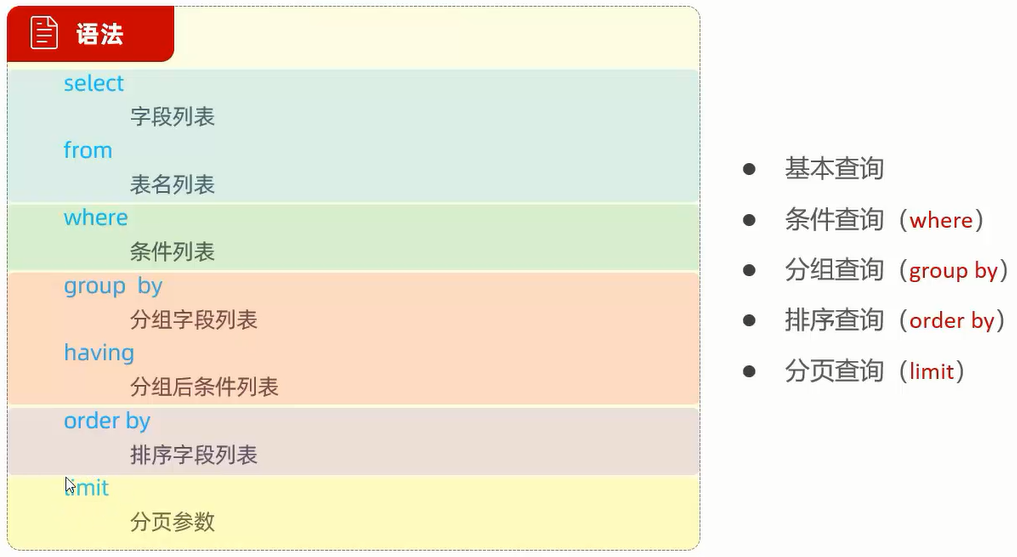 语法
select
字段列表
from
表名列表
where
条件列表
group by
分组字段列表
having
分组后条件列表
order by
排序字段列表
limit
分页参数
● 基本查询
● 条件查询（where）
● 分组查询（group by）
● 排序查询（order by）
● 分页查询（limit）